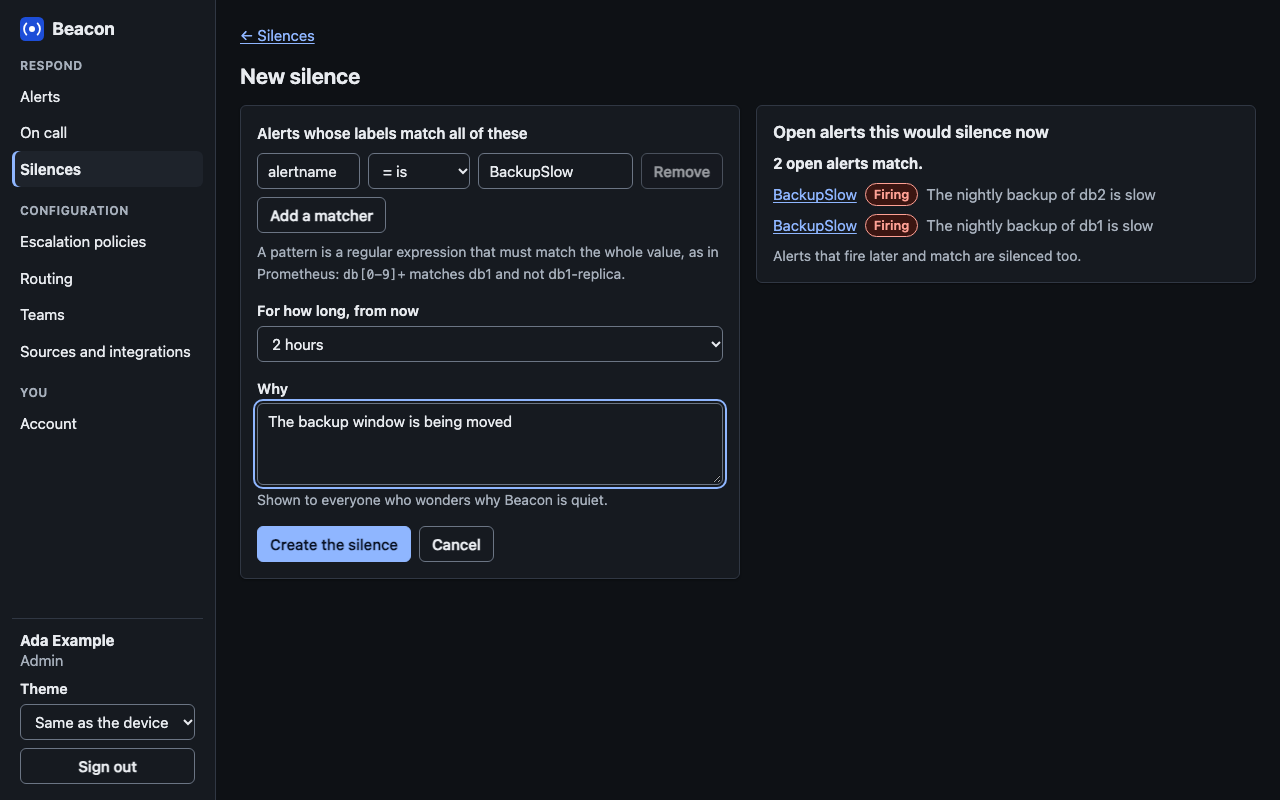 Beacon
RESPOND
Alerts
On call
Silences
CONFIGURATION
Escalation policies
Routing
Teams
Sources and integrations
YOU
Account
Ada Example
Admin
Theme
Same as the device
Sign out
← Silences
New silence
Alerts whose labels match all of these
alertname
= is
BackupSlow
Remove
Add a matcher
A pattern is a regular expression that must match the whole value, as in
Prometheus: db[0-9]+ matches db1 and not db1-replica.
For how long, from now
2 hours
Why
The backup window is being moved
Shown to everyone who wonders why Beacon is quiet.
Create the silence
Cancel
Open alerts this would silence now
2 open alerts match.
BackupSlow Firing The nightly backup of db2 is slow
BackupSlow Firing The nightly backup of db1 is slow
Alerts that fire later and match are silenced too.